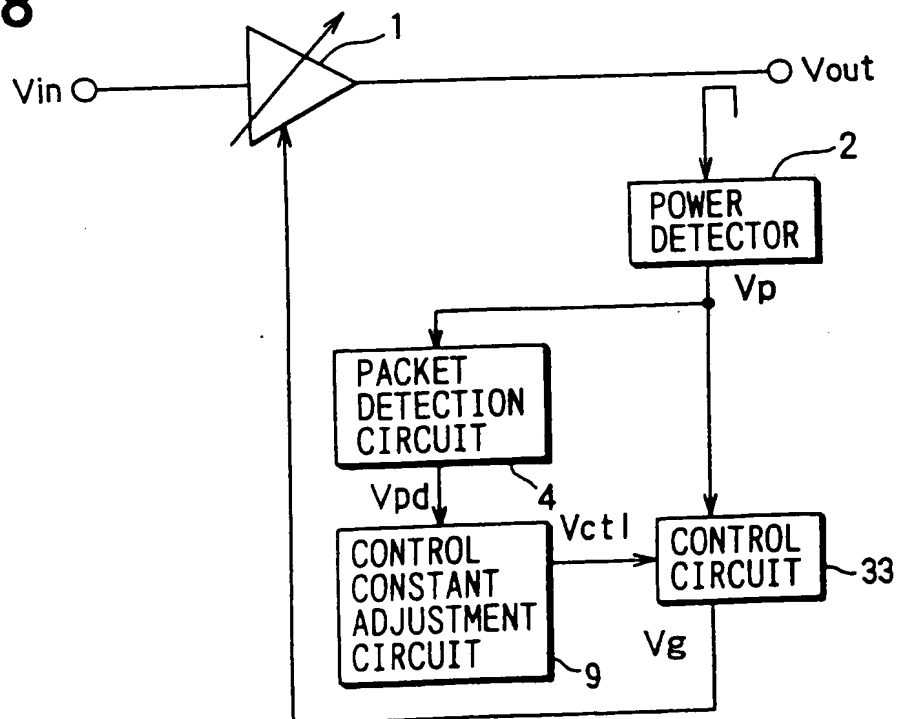 8
1
Vin
Vout
2
POWER
DETECTOR
Vp
PACKET
DETECTION
CIRCUIT
4
Vpd
Vctl
CONTROL
CONSTANT
ADJUSTMENT
CIRCUIT
9
CONTROL
CIRCUIT
33
Vg